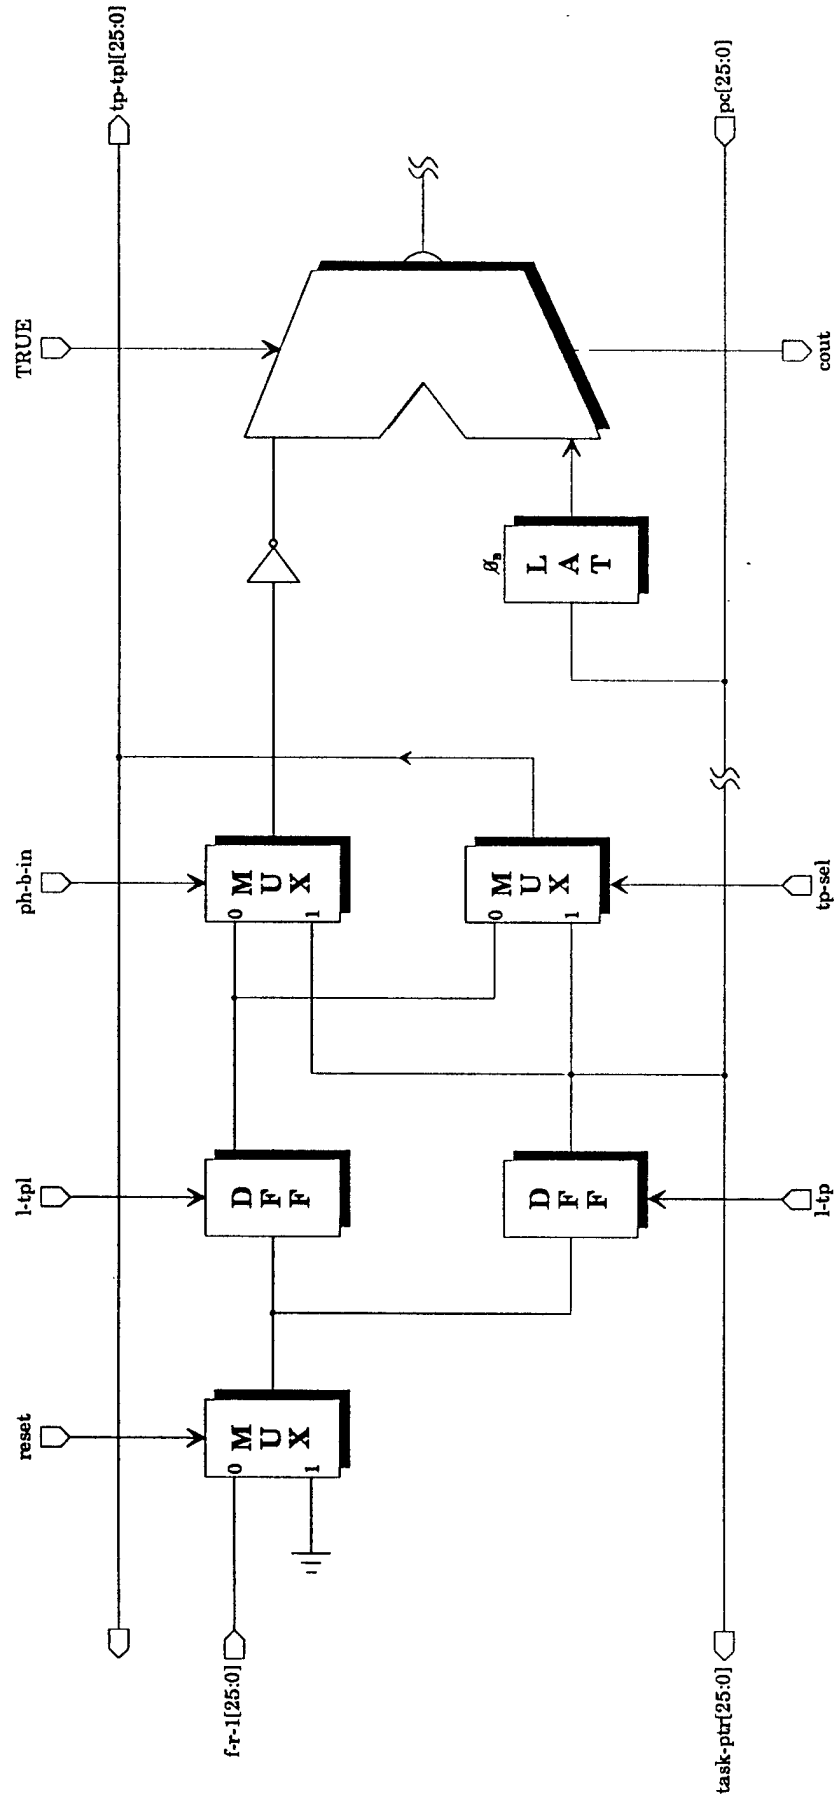 tp-tpl[25:0]
TRUE
ph-b-in
l-tpl
reset
f-r-1[25:0]
0
1
M
U
X
D
F
F
D
F
F
0
1
M
U
X
0
1
M
U
X
L
A
T
pc[25:0]
cout
tp-sel
l-tp
task-ptr[25:0]